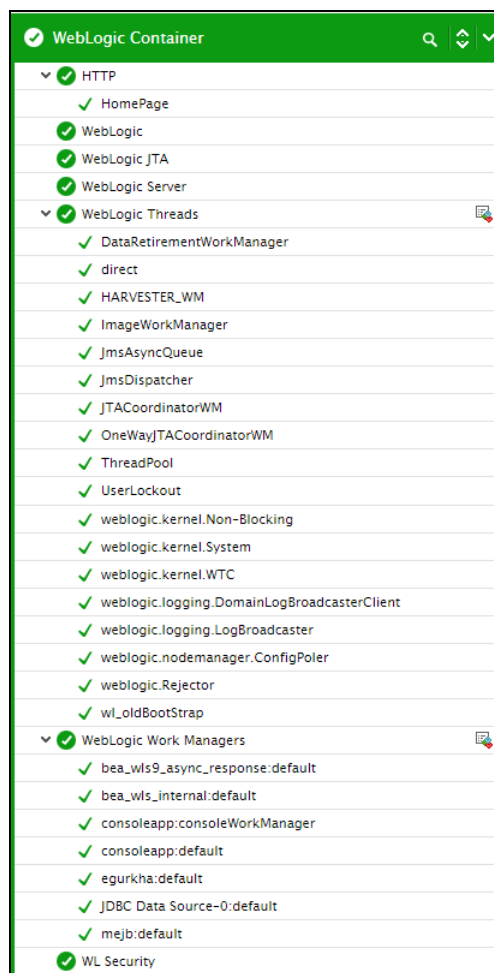 WebLogic Container
HTTP
HomePage
WebLogic
WebLogic JTA
WebLogic Server
WebLogic Threads
DataRetirementWorkManager
direct
HARVESTER_WM
ImageWorkManager
JmsAsyncQueue
JmsDispatcher
JTACoordinatorWM
OneWayJTACoordinatorWM
ThreadPool
UserLockout
weblogic.kernel.Non-Blocking
weblogic.kernel.System
weblogic.kernel.WTC
weblogic.logging.DomainLogBroadcasterClient
weblogic.logging.LogBroadcaster
weblogic.nodemanager.ConfigPoler
weblogic.Rejector
wl_oldBootStrap
WebLogic Work Managers
bea_wls9_async_response:default
bea_wls_internal:default
consoleapp:consoleWorkManager
consoleapp:default
egurkha:default
JDBC Data Source-0:default
mejb:default
WL Security